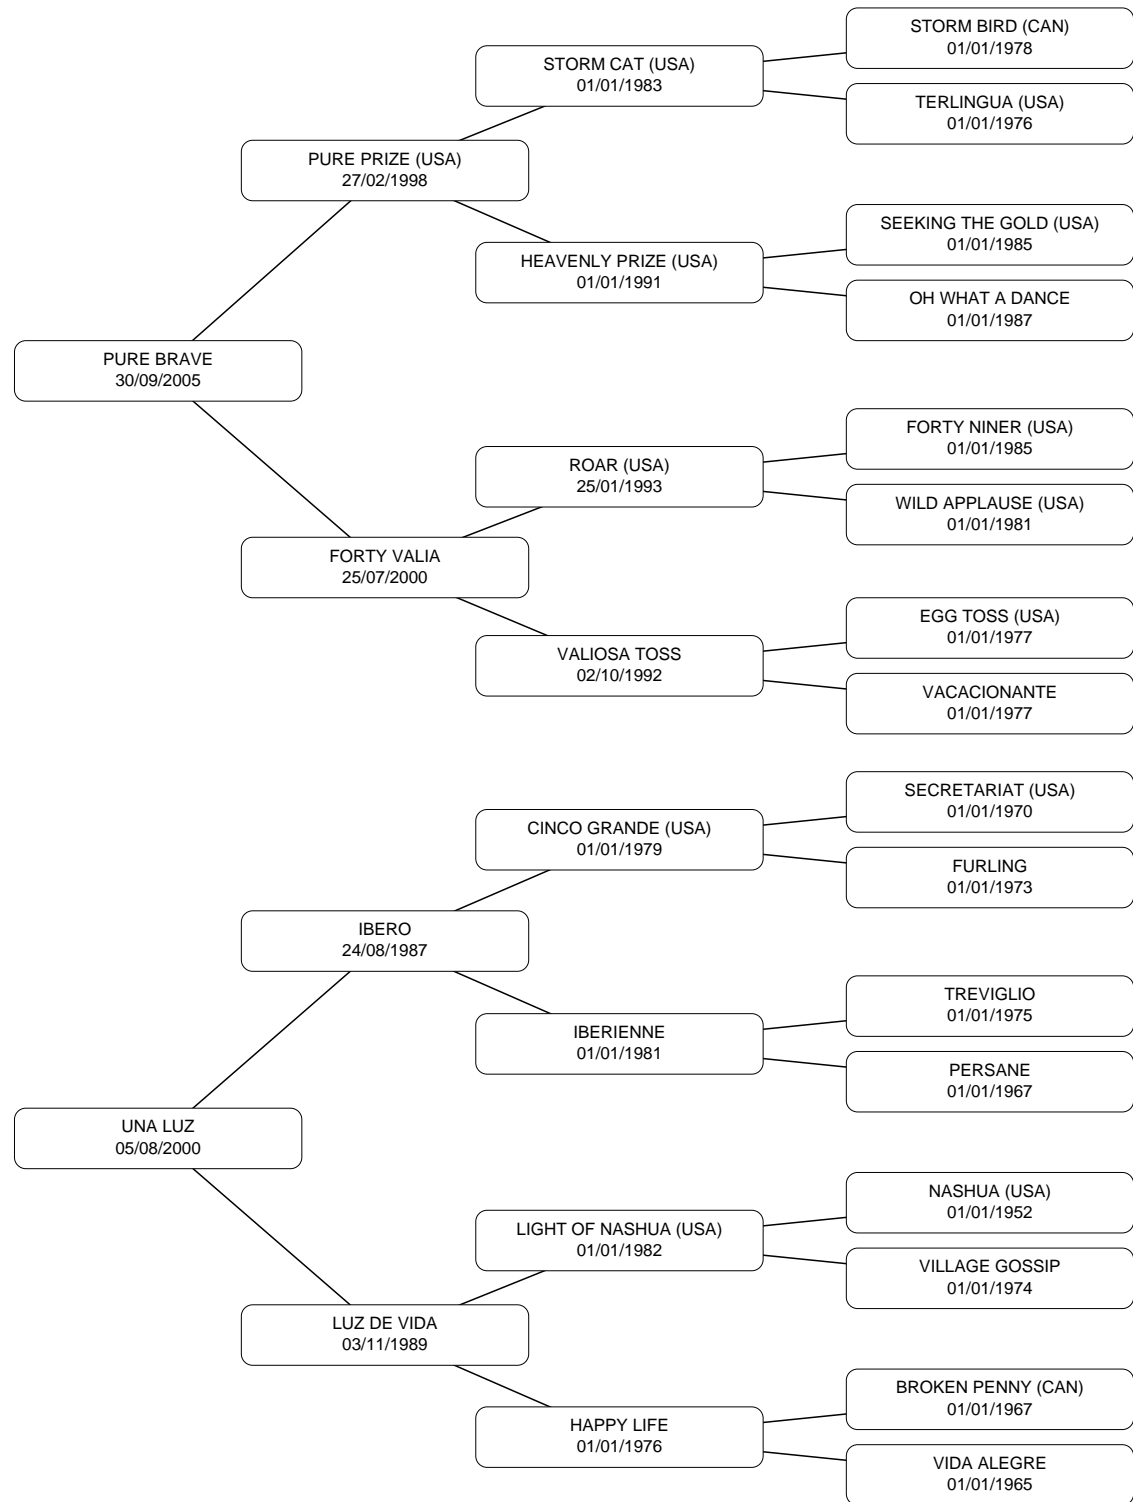 STORM BIRD (CAN)
01/01/1978
STORM CAT (USA)
01/01/1983
TERLINGUA (USA)
01/01/1976
PURE PRIZE (USA)
27/02/1998
SEEKING THE GOLD (USA)
01/01/1985
HEAVENLY PRIZE (USA)
01/01/1991
OH WHAT A DANCE
01/01/1987
PURE BRAVE
30/09/2005
FORTY NINER (USA)
01/01/1985
ROAR (USA)
25/01/1993
WILD APPLAUSE (USA)
01/01/1981
FORTY VALIA
25/07/2000
EGG TOSS (USA)
01/01/1977
VALIOSA TOSS
02/10/1992
VACACIONANTE
01/01/1977
SECRETARIAT (USA)
01/01/1970
CINCO GRANDE (USA)
01/01/1979
FURLING
01/01/1973
IBERO
24/08/1987
TREVIGLIO
01/01/1975
IBERIENNE
01/01/1981
PERSANE
01/01/1967
UNA LUZ
05/08/2000
NASHUA (USA)
01/01/1952
LIGHT OF NASHUA (USA)
01/01/1982
VILLAGE GOSSIP
01/01/1974
LUZ DE VIDA
03/11/1989
BROKEN PENNY (CAN)
01/01/1967
HAPPY LIFE
01/01/1976
VIDA ALEGRE
01/01/1965